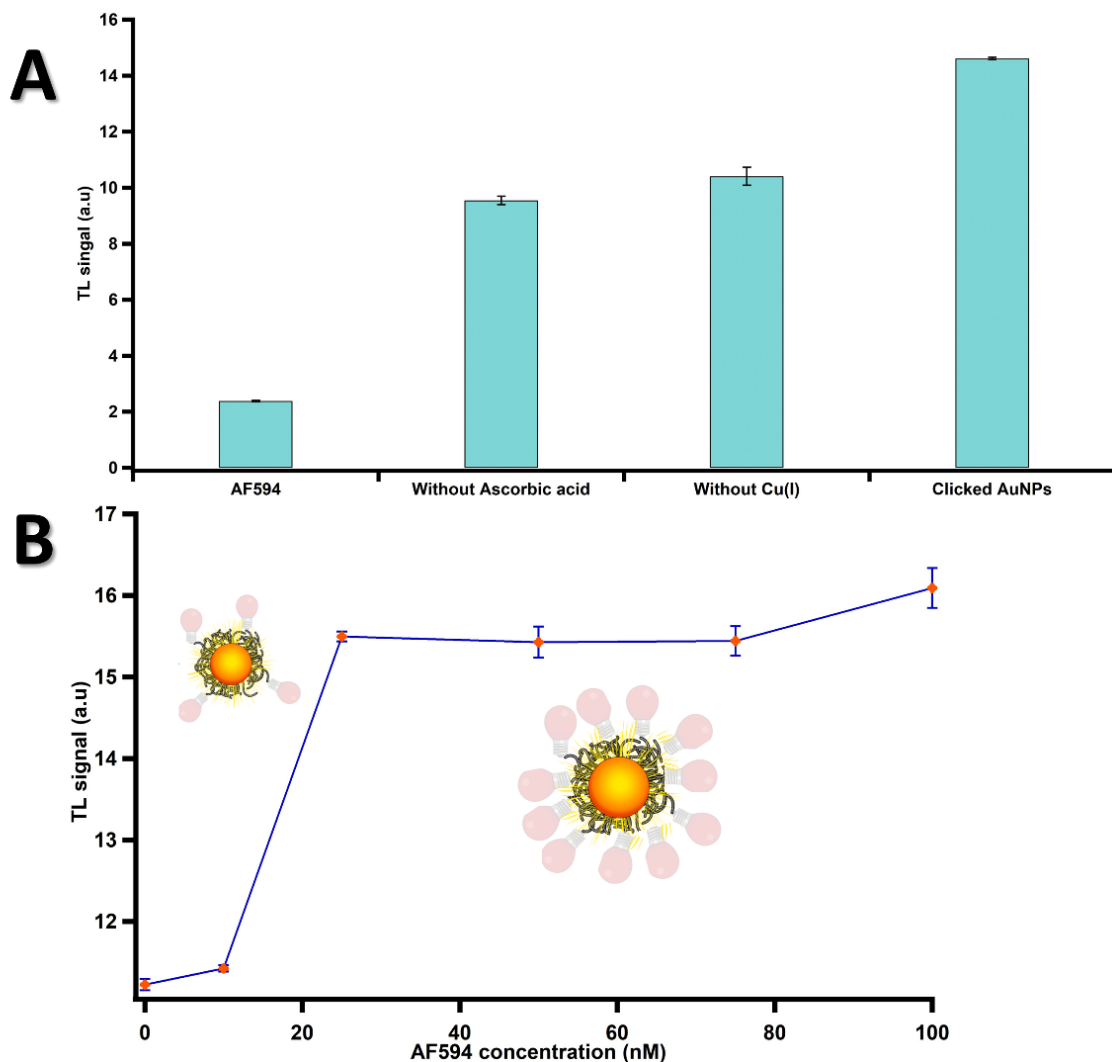 A
TL singal (a.u)
16
14
12
10
8
6
4
2
0
AF594 Without Ascorbic acid Without Cu(I) Clicked AuNPs
B
TL signal (a.u)
17
16
15
14
13
12
0 20 40 60 80 100
AF594 concentration (nM)